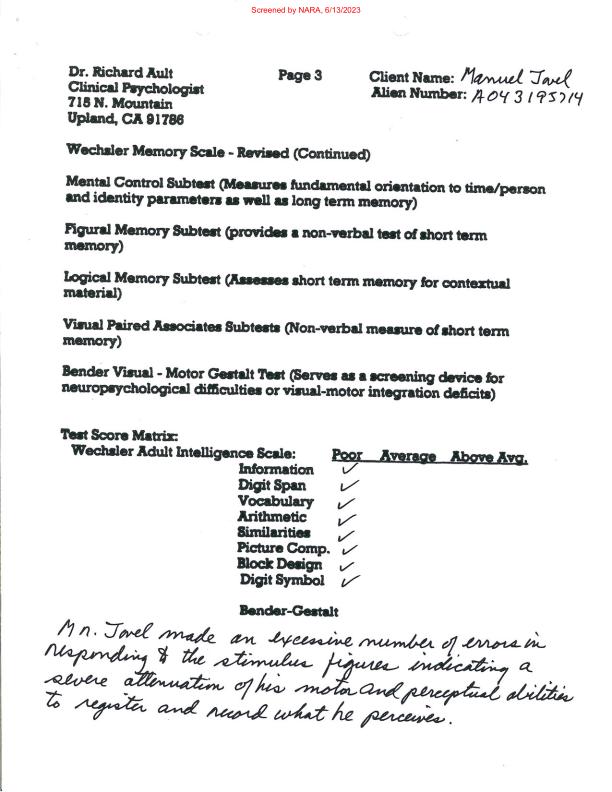 Screened by NARA, 6/13/2023
Dr. Richard Ault Page 3 Client Name: Manuel Jovel
Clinical Psychologist Alien Number: A043195714
715 N. Mountain
Upland, CA 91786
Wechsler Memory Scale - Revised (Continued)
Mental Control Subtest (Measures fundamental orientation to time/person
and identity parameters as well as long term memory)
Figural Memory Subtest (provides a non-verbal test of short term
memory)
Logical Memory Subtest (Assesses short term memory for contextual
material)
Visual Paired Associates Subtests (Non-verbal measure of short term
memory)
Bender Visual - Motor Gestalt Test (Serves as a screening device for
neuropsychological difficulties or visual-motor integration deficits)
Test Score Matrix:
Wechsler Adult Intelligence Scale: Poor Average Above Avg.
Information ✓
Digit Span ✓
Vocabulary ✓
Arithmetic ✓
Similarities ✓
Picture Comp. ✓
Block Design ✓
Digit Symbol ✓
Bender-Gestalt
Mr. Jovel made an excessive number of errors in
responding to the stimulus figures indicating a
severe attenuation of his motor and perceptual abilities
to register and record what he perceives.